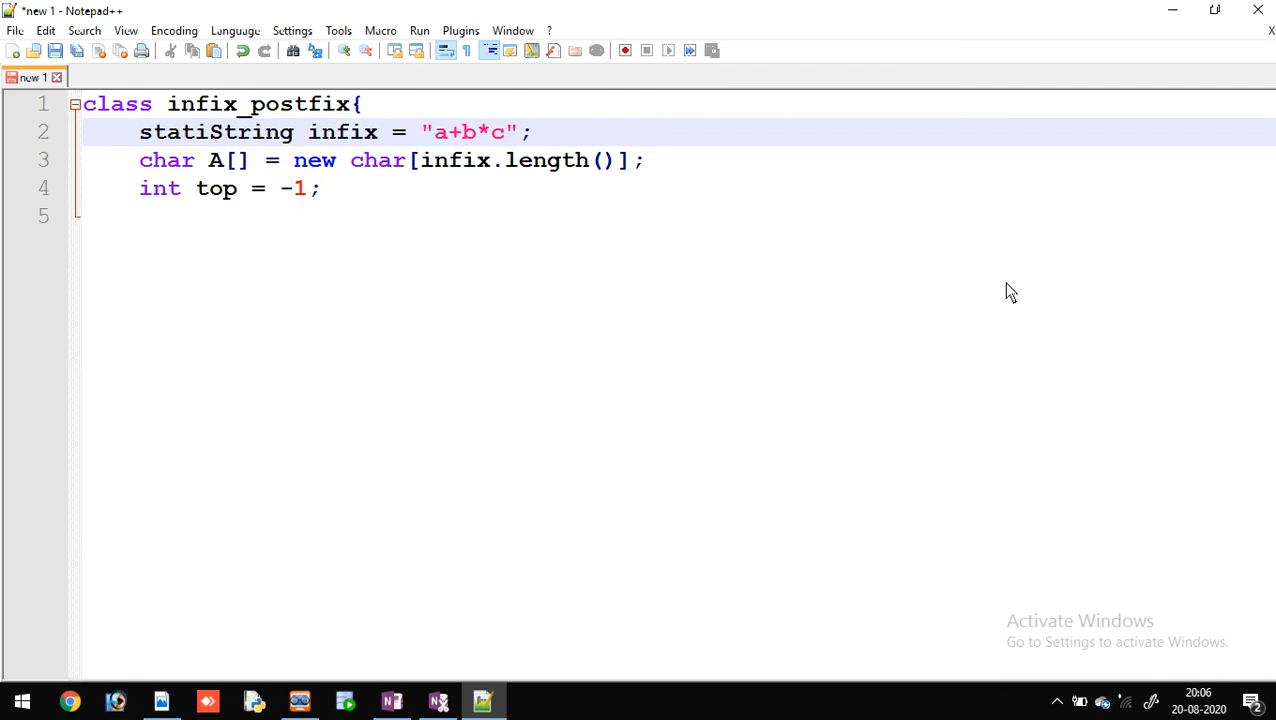 *new 1 - Notepad++
File Edit Search View Encoding Language Settings Tools Macro Run Plugins Window ? X
new 1
1 class infix_postfix{
2 statiString infix = "a+b*c";
3 char A[] = new char[infix.length()];
4 int top = -1;
5
Activate Windows
Go to Settings to activate Windows.
20:06
20-08-2020
2